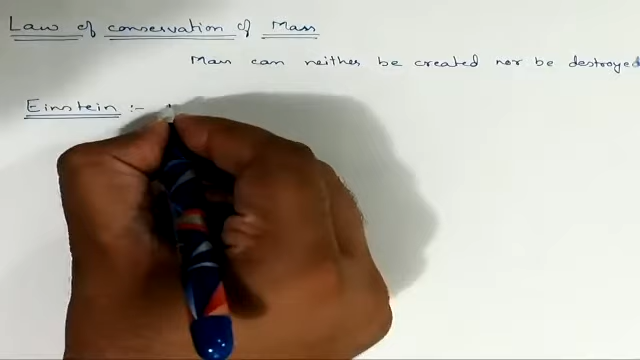 Law of conservation of Mass
Mass can neither be created nor be destroyed
Einstein :-